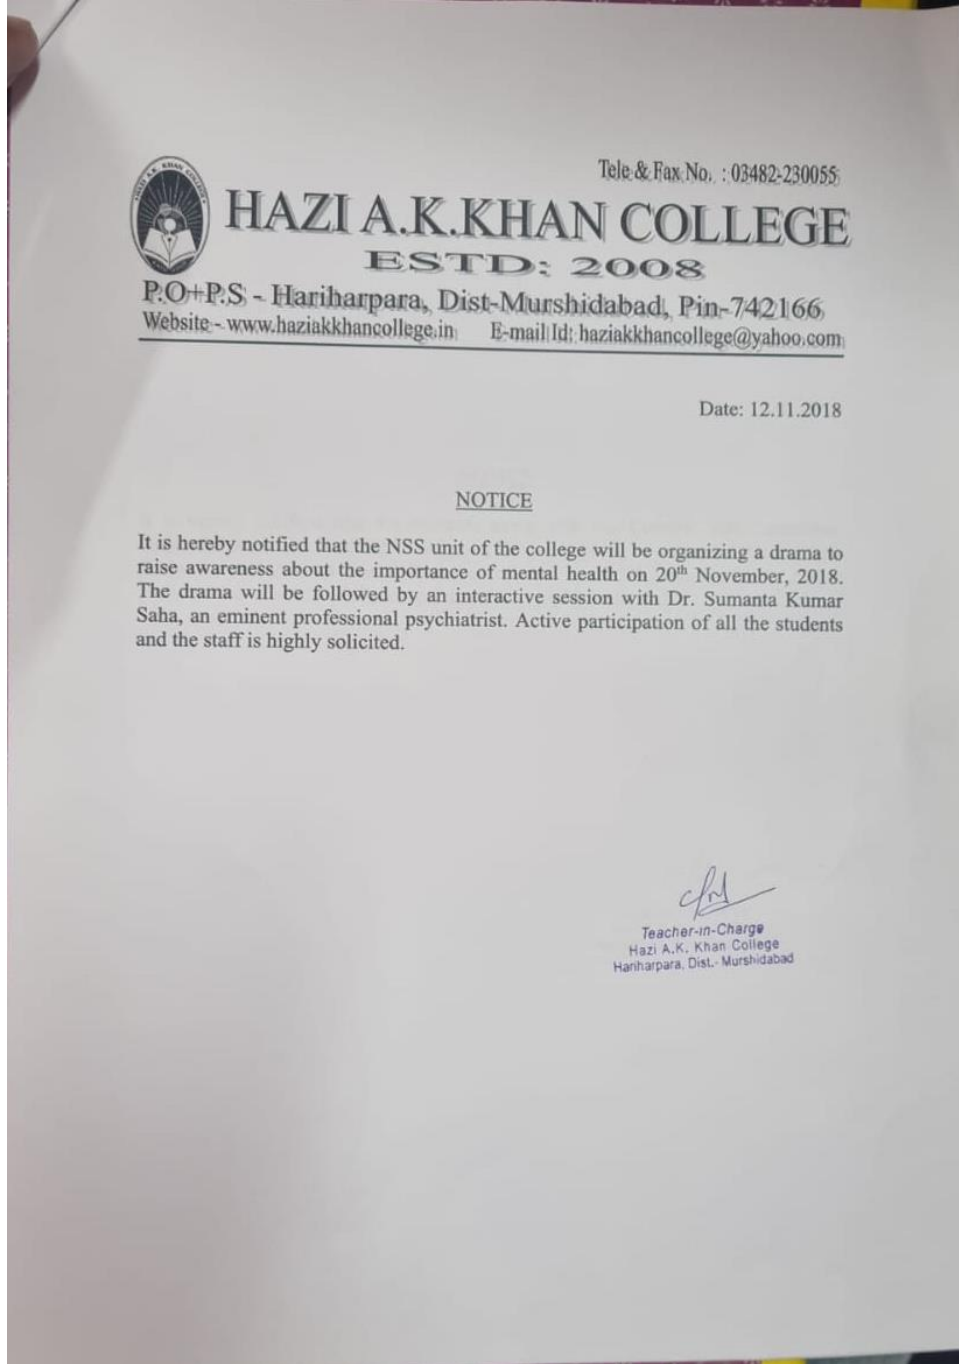 Tele & Fax No. : 03482-230055
HAZI A.K. KHAN COLLEGE
HAZI A.K.KHAN COLLEGE
ESTD: 2008
P.O+P.S - Hariharpara, Dist-Murshidabad, Pin-742166
Website - www.haziakkhancollege.in E-mail Id: haziakkhancollege@yahoo.com
Date: 12.11.2018
NOTICE
It is hereby notified that the NSS unit of the college will be organizing a drama to
raise awareness about the importance of mental health on 20th November, 2018.
The drama will be followed by an interactive session with Dr. Sumanta Kumar
Saha, an eminent professional psychiatrist. Active participation of all the students
and the staff is highly solicited.
Teacher-in-Charge
Hazi A.K. Khan College
Hariharpara, Dist.- Murshidabad